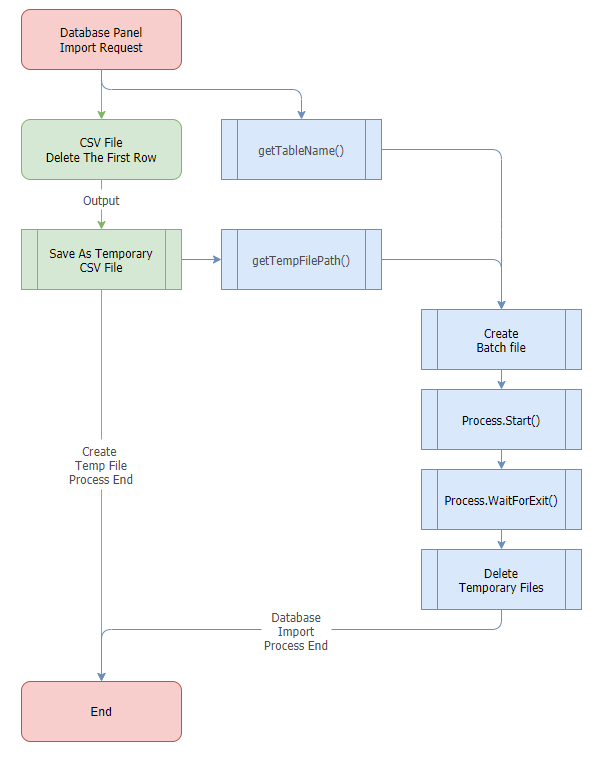 Database Panel
Import Request
CSV File
Delete The First Row
getTableName()
Output
Save As Temporary
CSV File
getTempFilePath()
Create
Batch file
Process.Start()
Create
Temp File
Process End
Process.WaitForExit()
Delete
Temporary Files
Database
Import
Process End
End